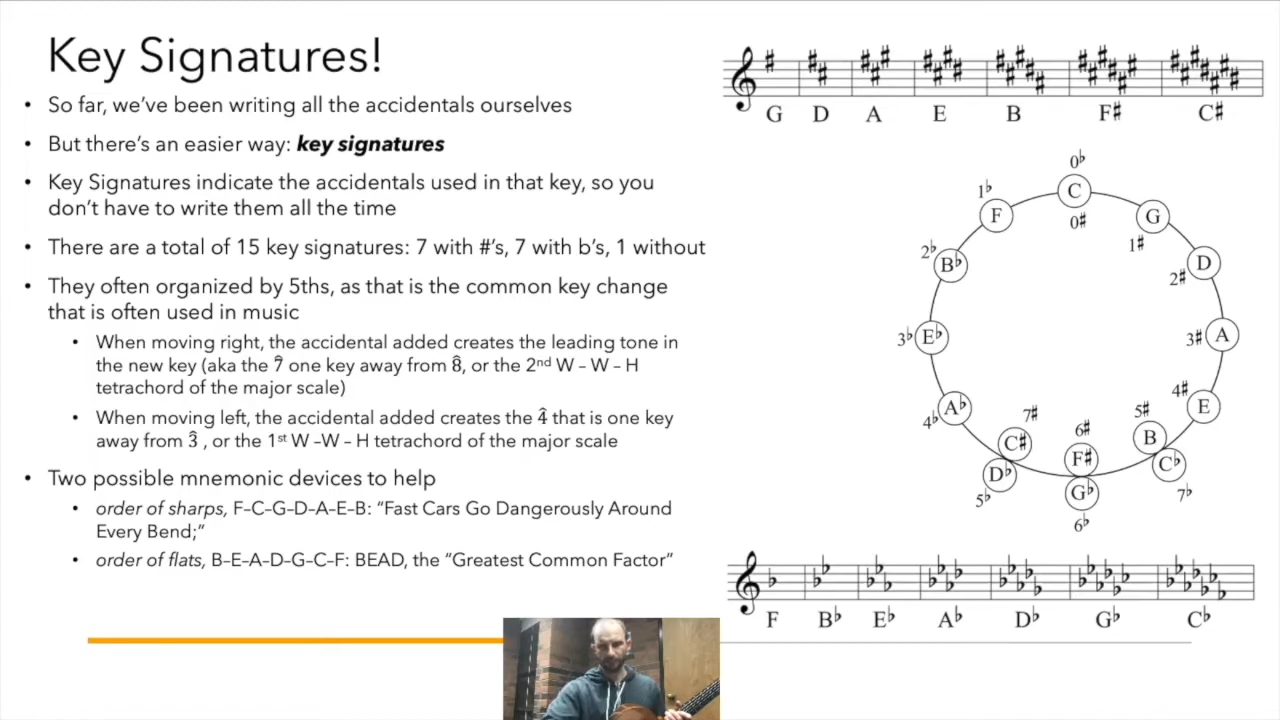 Key Signatures!
• So far, we've been writing all the accidentals ourselves
• But there's an easier way: key signatures
• Key Signatures indicate the accidentals used in that key, so you
don't have to write them all the time
• There are a total of 15 key signatures: 7 with #'s, 7 with b's, 1 without
• They often organized by 5ths, as that is the common key change
that is often used in music
• When moving right, the accidental added creates the leading tone in
the new key (aka the 7̂ one key away from 8̂, or the 2nd W – W – H
tetrachord of the major scale)
• When moving left, the accidental added creates the 4̂ that is one key
away from 3̂ , or the 1st W –W – H tetrachord of the major scale
• Two possible mnemonic devices to help
• order of sharps, F–C–G–D–A–E–B: "Fast Cars Go Dangerously Around
Every Bend;"
• order of flats, B–E–A–D–G–C–F: BEAD, the "Greatest Common Factor"
G D A E B F♯ C♯
0♭
C
0♯
1♭
F
G
1♯
2♭
B♭
D
2♯
3♭
E♭
A
3♯
4♭
A♭
E
4♯
7♯
C♯
D♭
5♭
6♯
F♯
G♭
6♭
5♯
B
C♭
7♭
F B♭ E♭ A♭ D♭ G♭ C♭